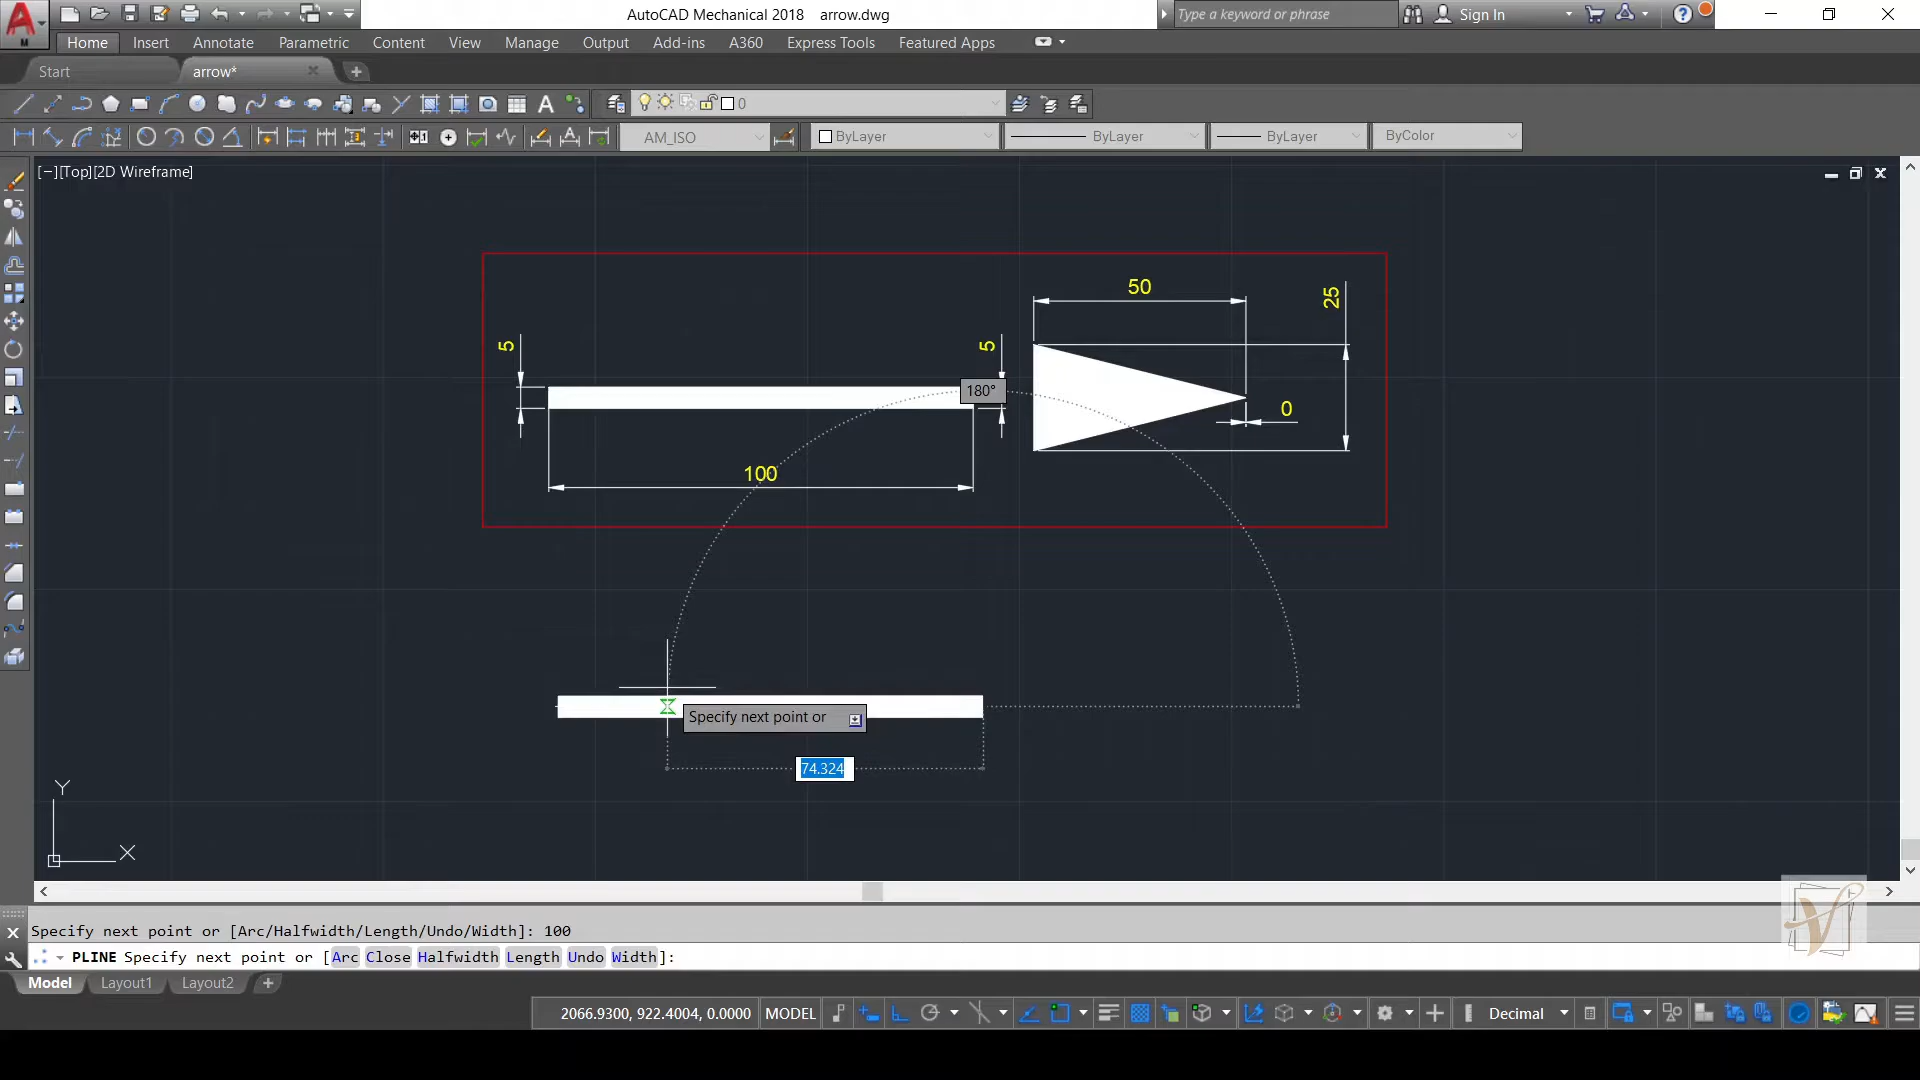 AutoCAD Mechanical 2018 arrow.dwg
Type a keyword or phrase
Sign In
Home Insert Annotate Parametric Content View Manage Output Add-ins A360 Express Tools Featured Apps
Start arrow*
0
AM_ISO ByLayer ByLayer ByLayer ByColor
[−][Top][2D Wireframe]
50
25
5
5
180°
0
100
Specify next point or
74.324
Y
X
Specify next point or [Arc/Halfwidth/Length/Undo/Width]: 100
PLINE Specify next point or [Arc Close Halfwidth Length Undo Width]:
Model Layout1 Layout2
2066.9300, 922.4004, 0.0000 MODEL Decimal